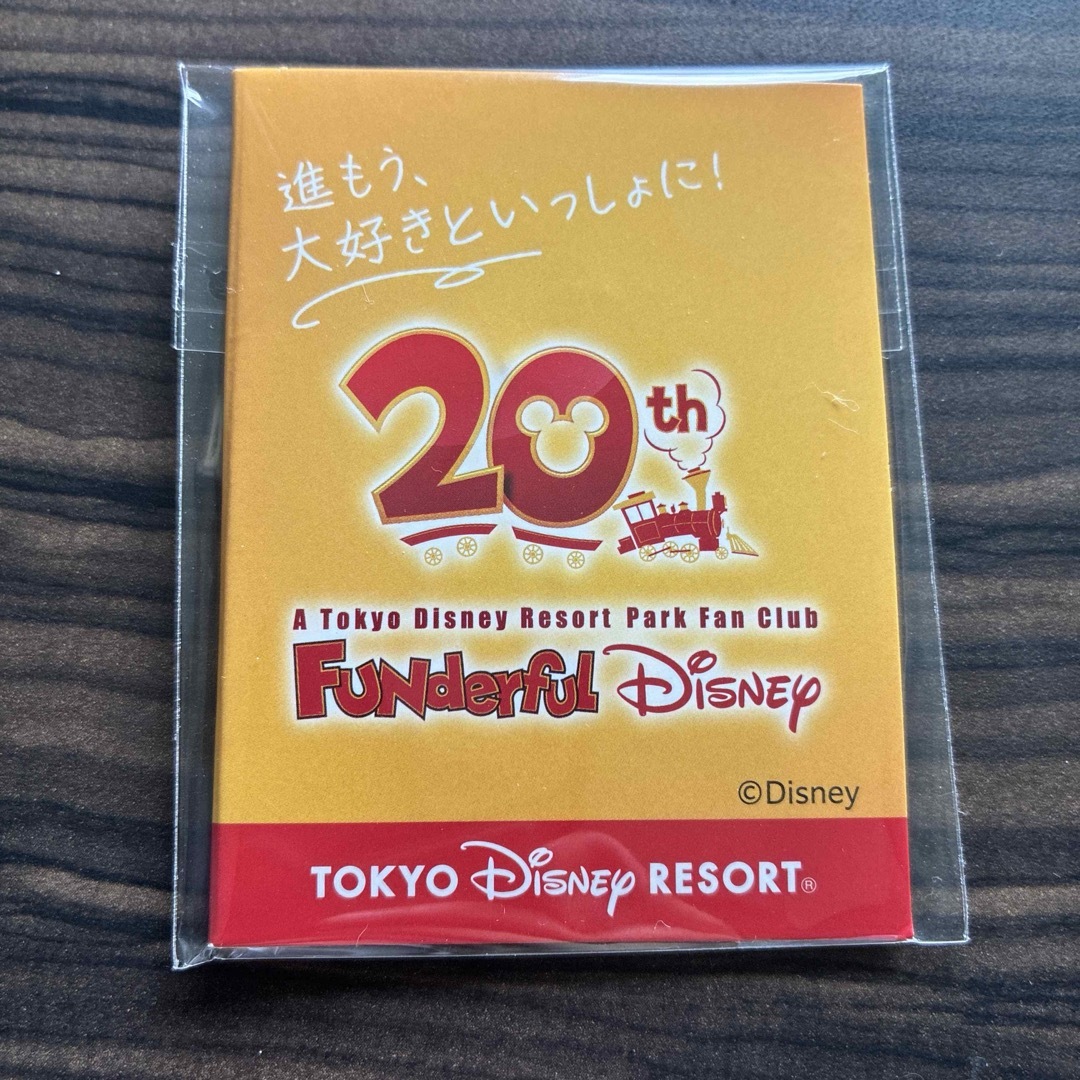 進もう、
大好きといっしょに!
20th
A Tokyo Disney Resort Park Fan Club
FUNderful Disney
©Disney
TOKYO Disney RESORT®